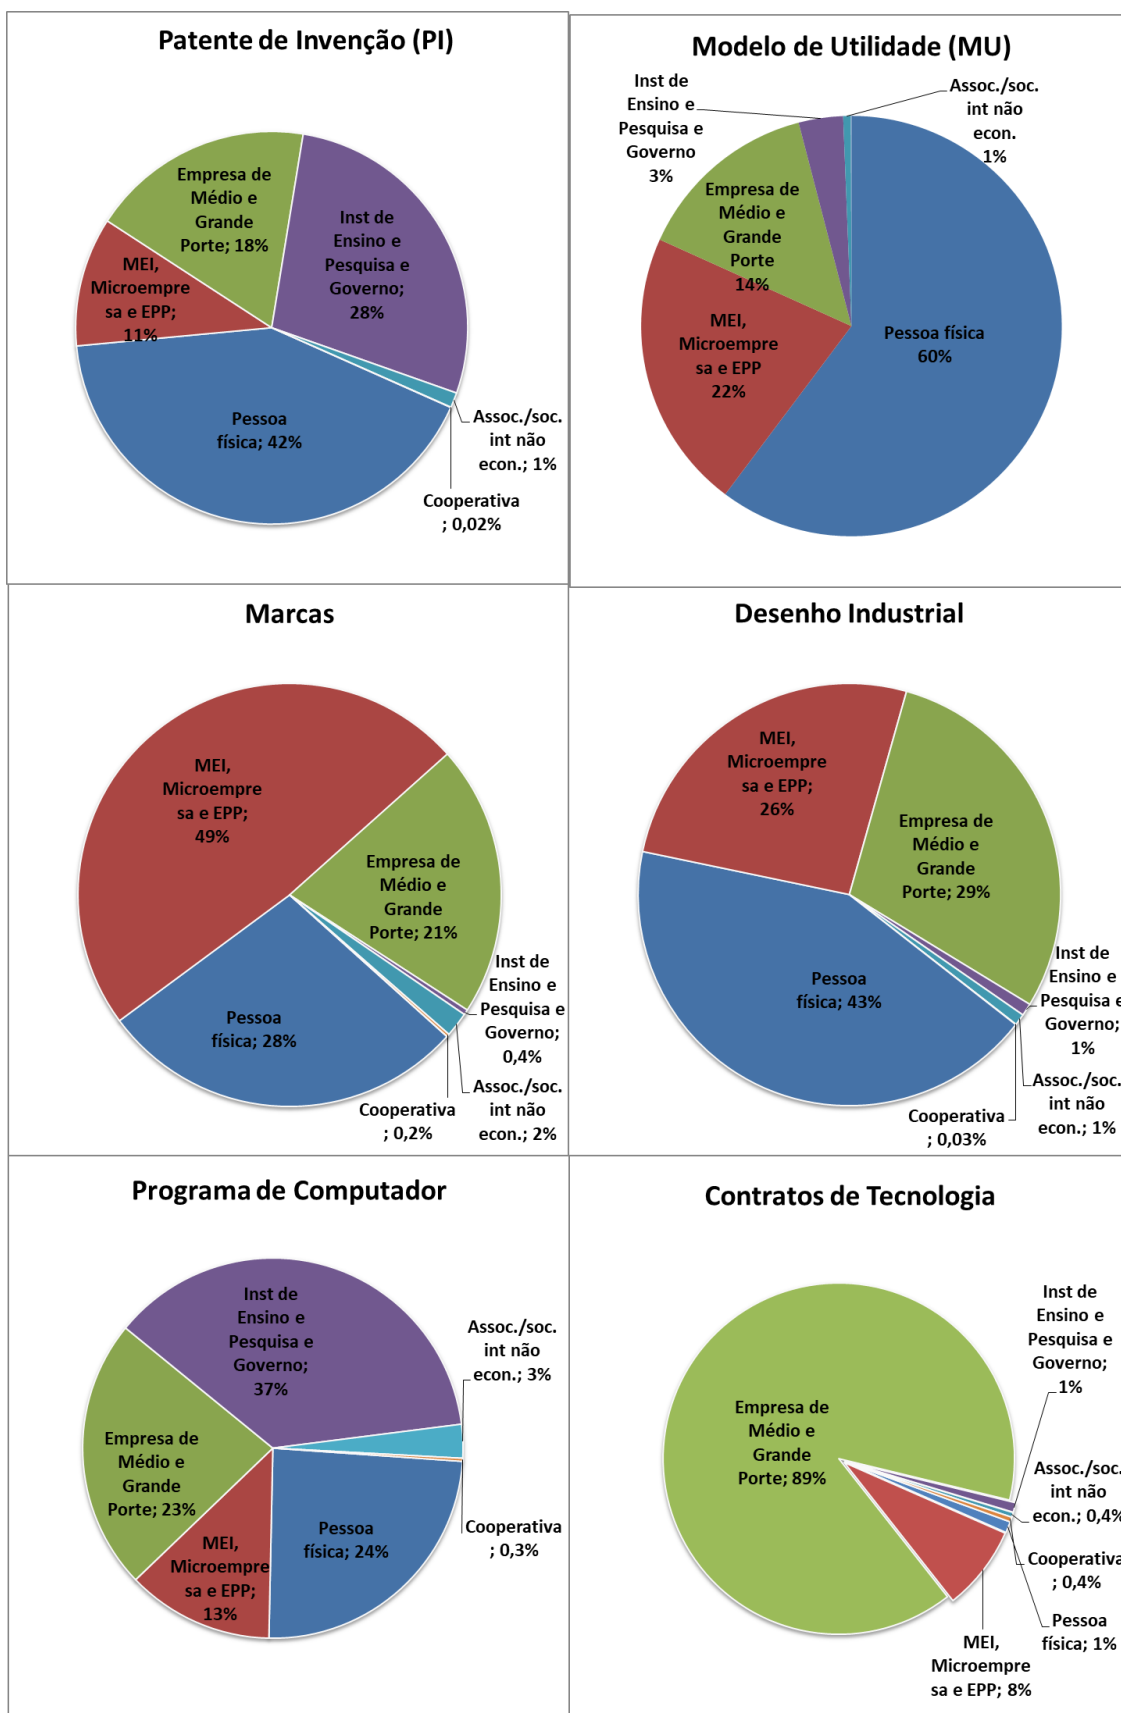 Patente de Invenção (PI)
Empresa de
Médio e
Grande
Porte; 18%
Inst de
Ensino e
Pesquisa e
Governo;
28%
MEI,
Microempre
sa e EPP;
11%
Pessoa
física; 42%
Assoc./soc.
int não
econ.; 1%
Cooperativa
; 0,02%
Modelo de Utilidade (MU)
Inst de
Ensino e
Pesquisa e
Governo
3%
Assoc./soc.
int não
econ.
1%
Empresa de
Médio e
Grande
Porte
14%
MEI,
Microempre
sa e EPP
22%
Pessoa física
60%
Marcas
MEI,
Microempre
sa e EPP;
49%
Empresa de
Médio e
Grande
Porte; 21%
Inst de
Ensino e
Pesquisa e
Governo;
0,4%
Pessoa
física; 28%
Assoc./soc.
int não
econ.; 2%
Cooperativa
; 0,2%
Desenho Industrial
MEI,
Microempre
sa e EPP;
26%
Empresa de
Médio e
Grande
Porte; 29%
Inst de
Ensino e
Pesquisa e
Governo;
1%
Pessoa
física; 43%
Assoc./soc.
int não
econ.; 1%
Cooperativa
; 0,03%
Programa de Computador
Inst de
Ensino e
Pesquisa e
Governo;
37%
Assoc./soc.
int não
econ.; 3%
Empresa de
Médio e
Grande
Porte; 23%
Cooperativa
; 0,3%
Pessoa
física; 24%
MEI,
Microempre
sa e EPP;
13%
Contratos de Tecnologia
Inst de
Ensino e
Pesquisa e
Governo;
1%
Empresa de
Médio e
Grande
Porte; 89%
Assoc./soc.
int não
econ.; 0,4%
Cooperativa
; 0,4%
Pessoa
física; 1%
MEI,
Microempre
sa e EPP; 8%